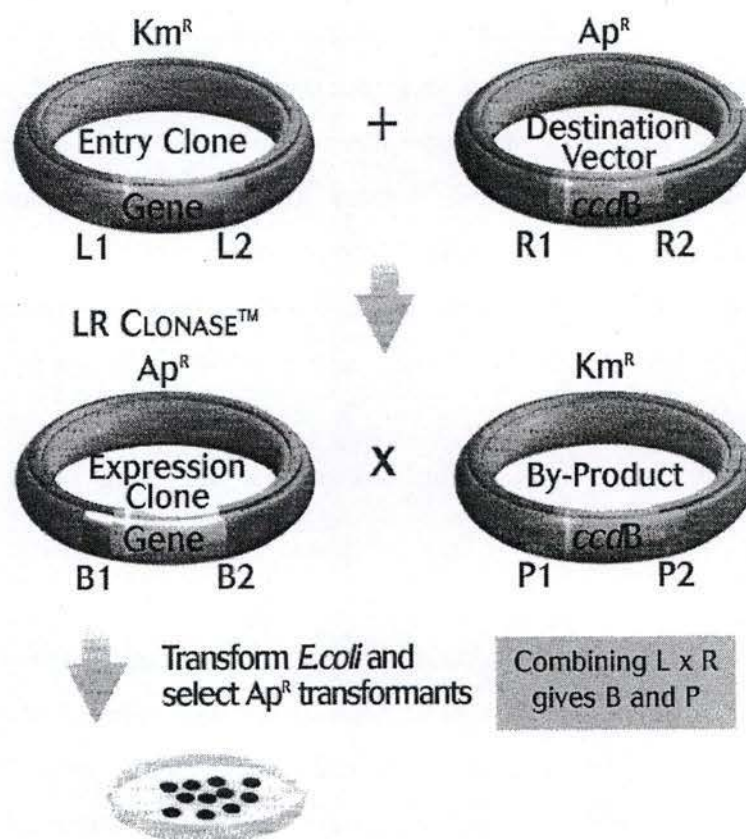 Km^R
Ap^R
Entry Clone
+
Destination
Vector
Gene
ccdB
L1 L2
R1 R2
LR CLONASE™
Ap^R
Km^R
Expression
Clone
X
By-Product
Gene
ccdB
B1 B2
P1 P2
Transform E.coli and
select Ap^R transformants
Combining L x R
gives B and P